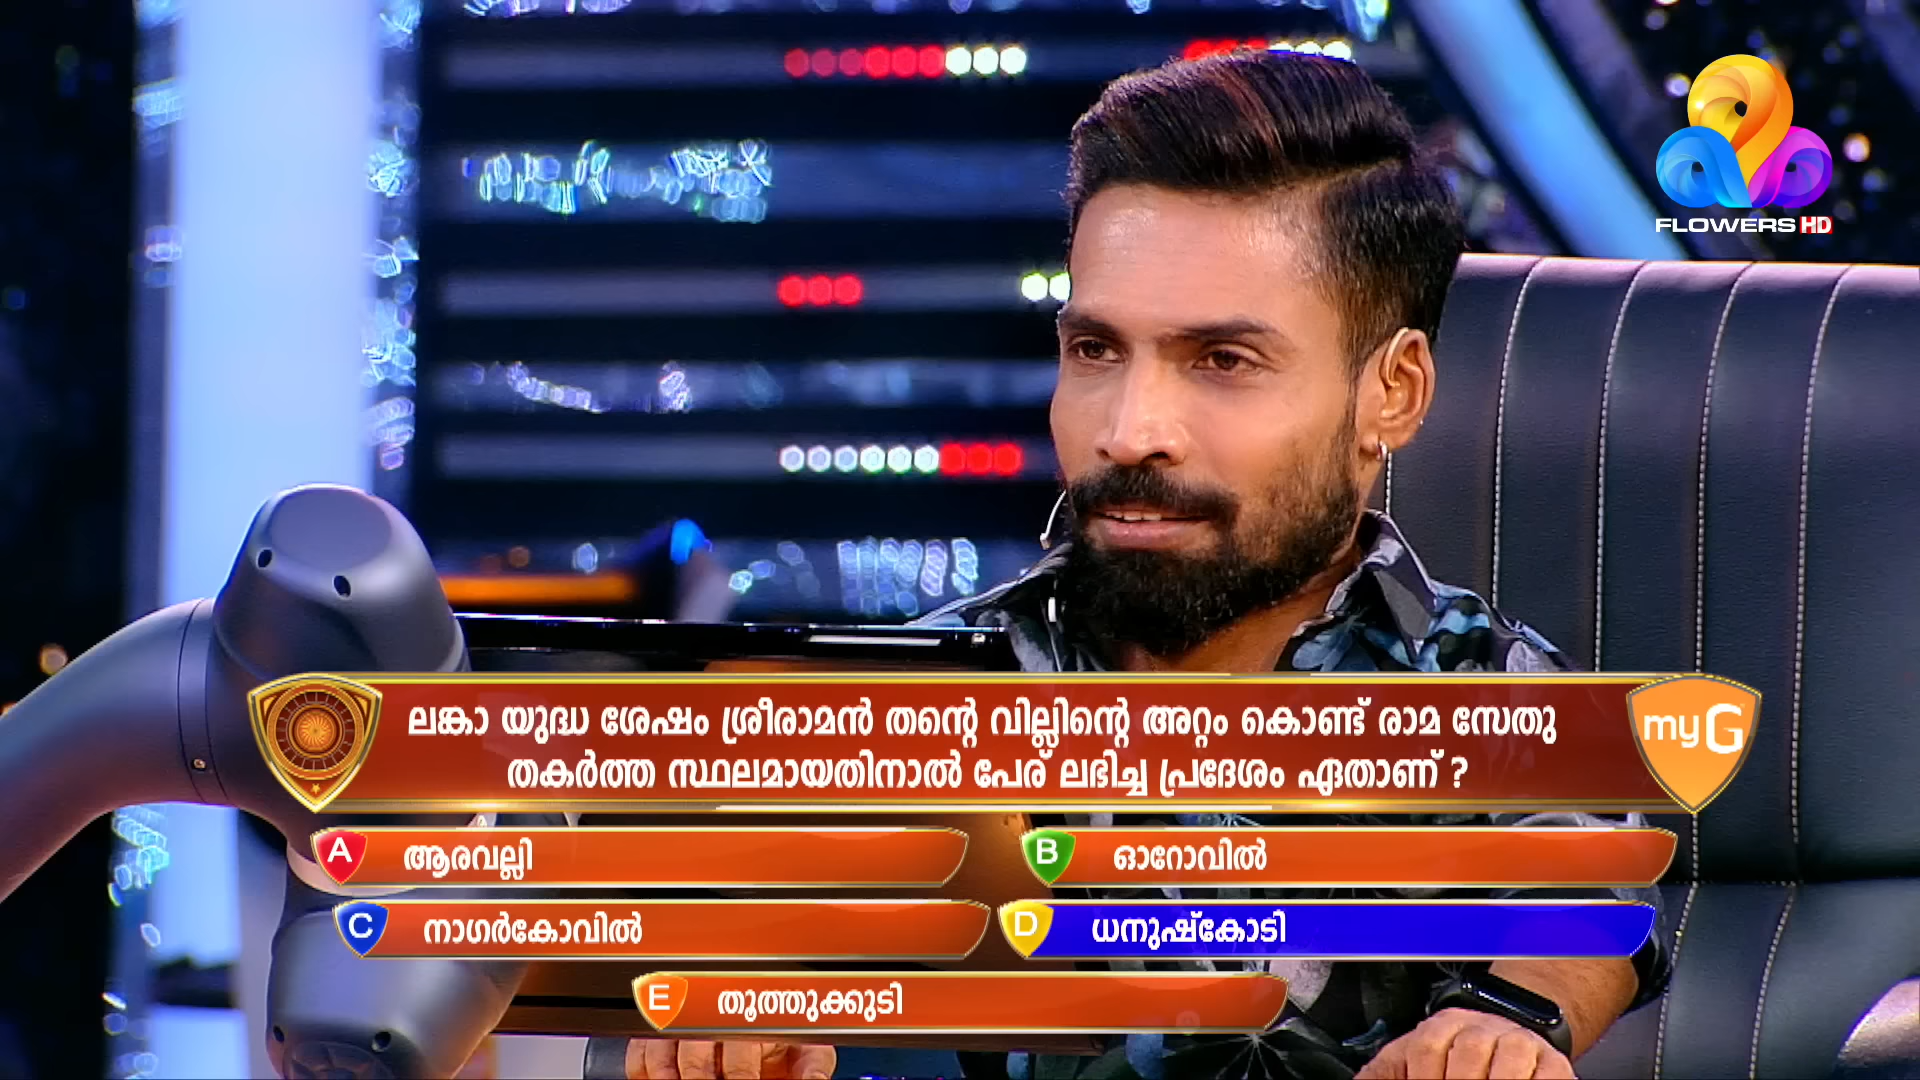 FLOWERS HD
ലങ്കാ യുദ്ധ ശേഷം ശ്രീരാമൻ തന്റെ വില്ലിന്റെ അറ്റം കൊണ്ട് രാമ സേതു
തകർത്ത സ്ഥലമായതിനാൽ പേര് ലഭിച്ച പ്രദേശം ഏതാണ് ?
myG
A ആരവല്ലി
B ഓറോവിൽ
C നാഗർകോവിൽ
D ധനുഷ്കോടി
E തൂത്തുക്കുടി